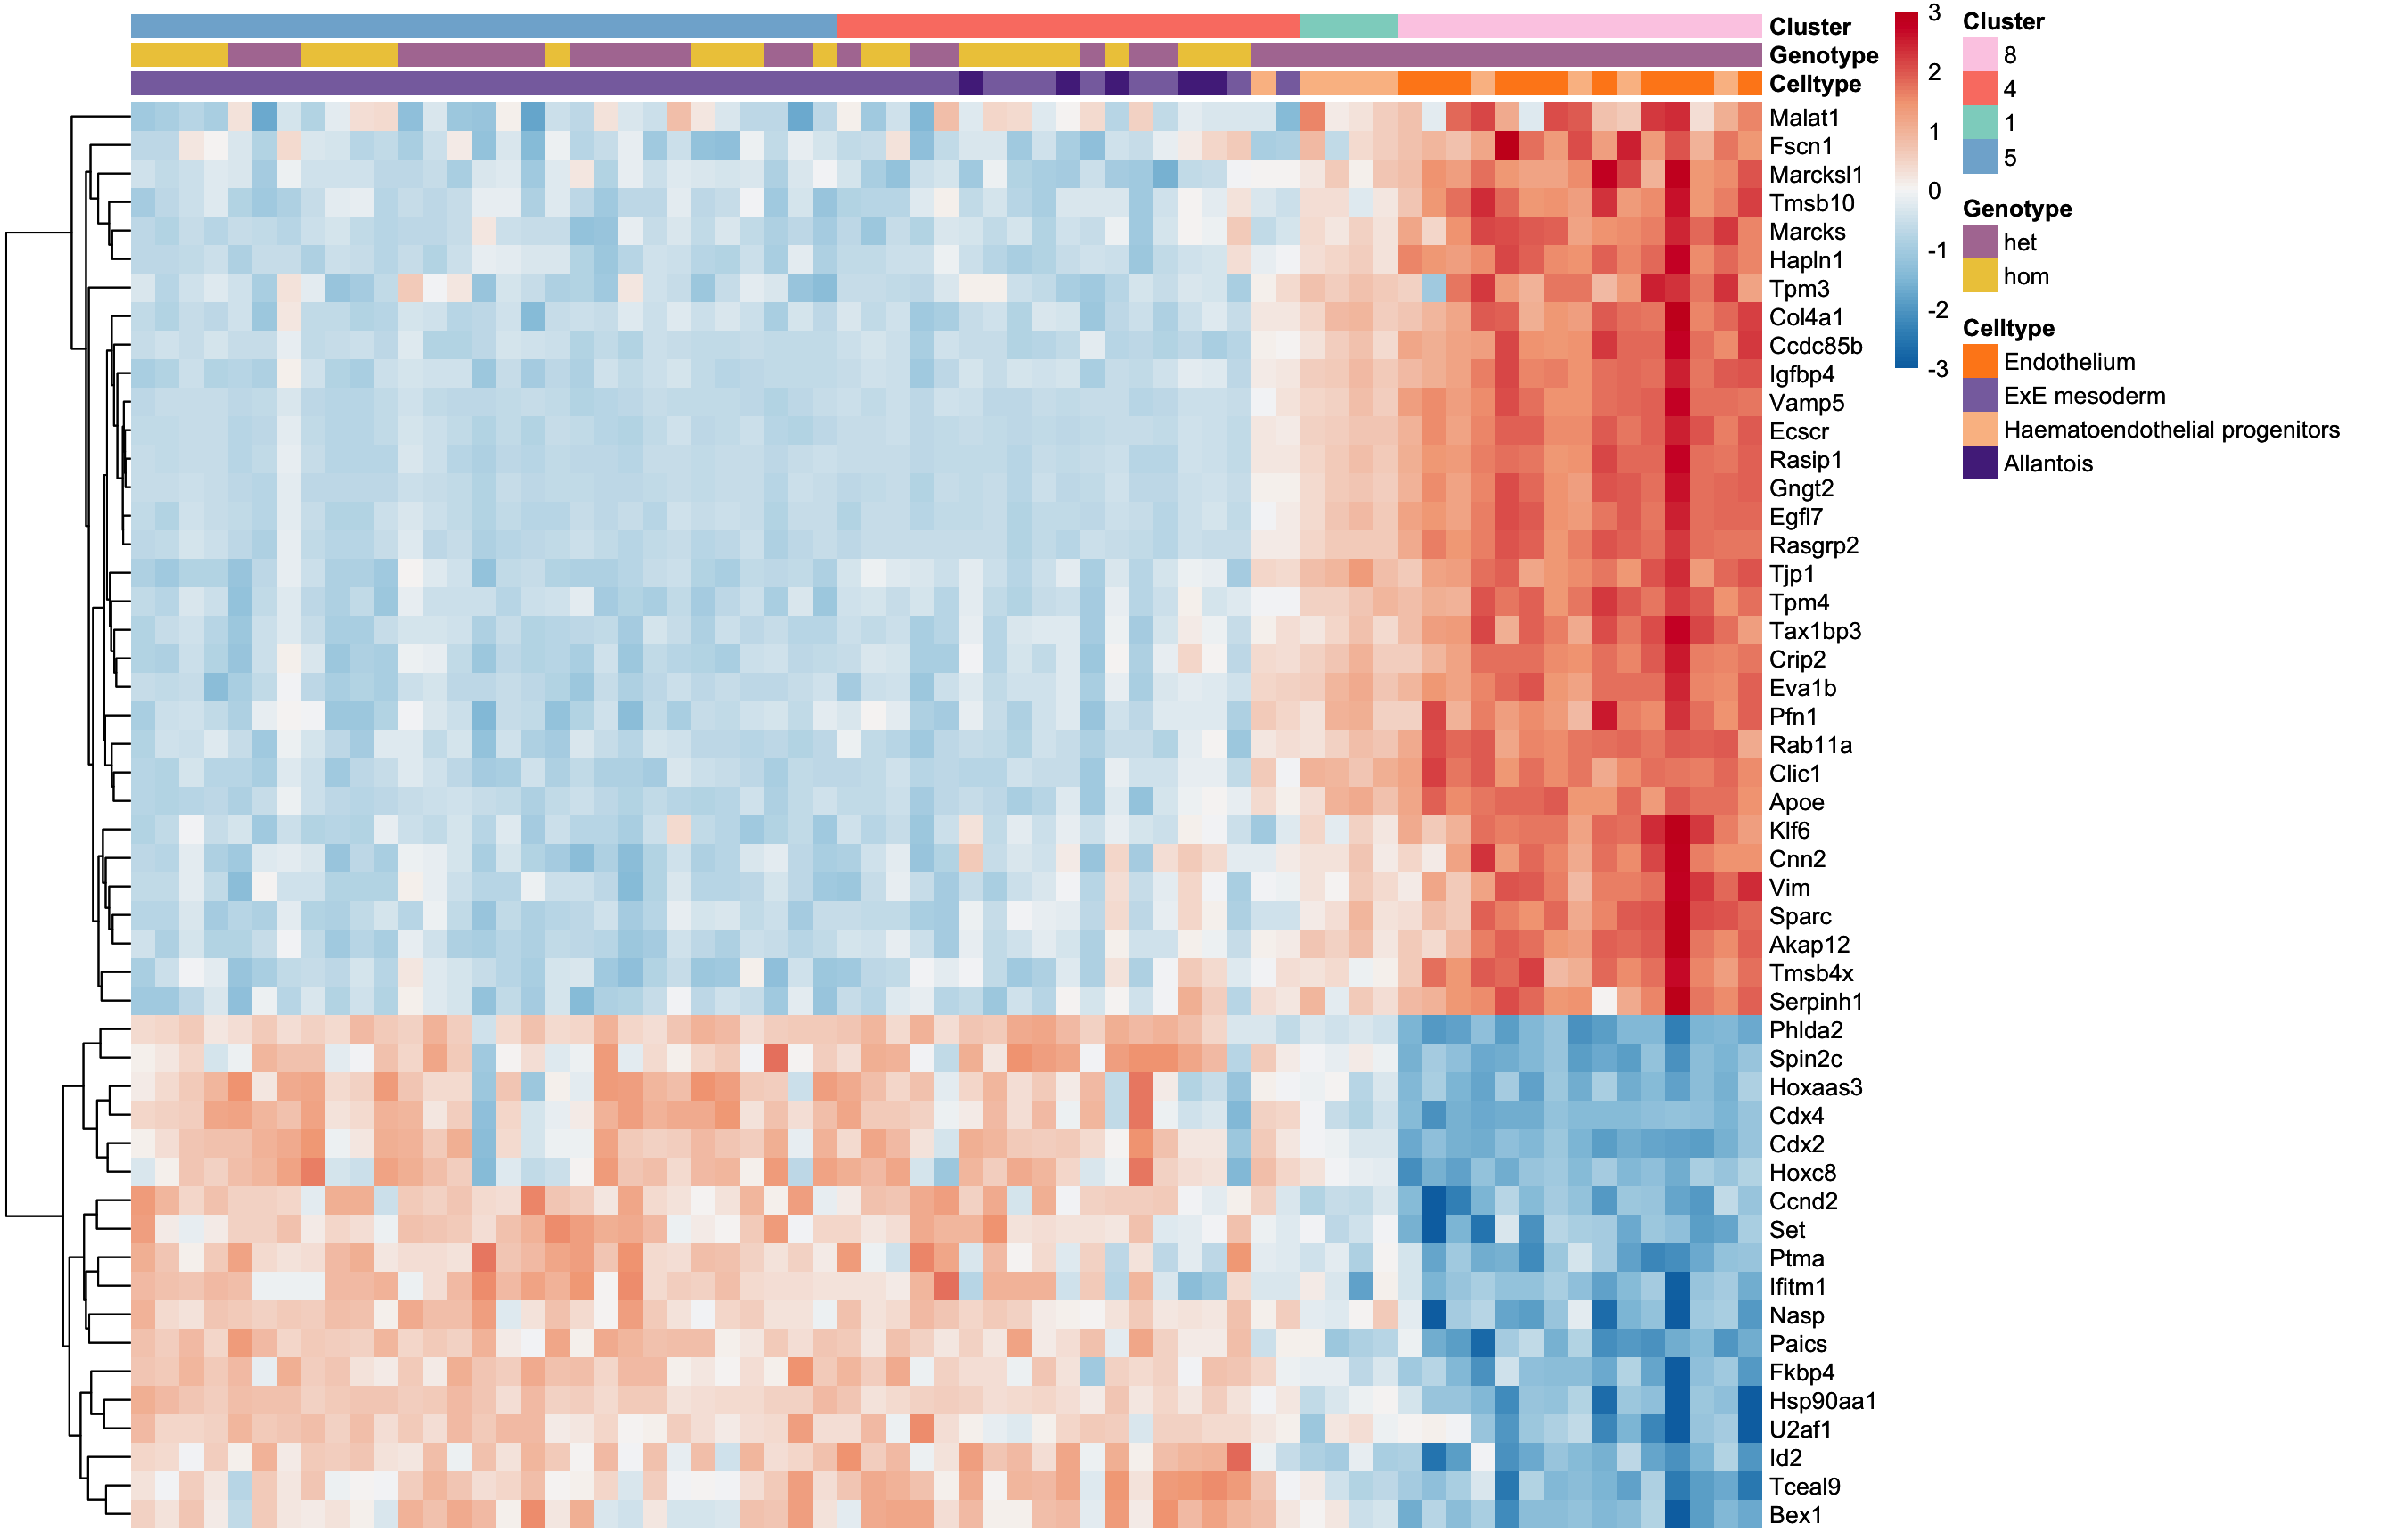 Cluster
Genotype
Celltype
Malat1
Fscn1
Marcksl1
Tmsb10
Marcks
Hapln1
Tpm3
Col4a1
Ccdc85b
Igfbp4
Vamp5
Ecscr
Rasip1
Gngt2
Egfl7
Rasgrp2
Tjp1
Tpm4
Tax1bp3
Crip2
Eva1b
Pfn1
Rab11a
Clic1
Apoe
Klf6
Cnn2
Vim
Sparc
Akap12
Tmsb4x
Serpinh1
Phlda2
Spin2c
Hoxaas3
Cdx4
Cdx2
Hoxc8
Ccnd2
Set
Ptma
Ifitm1
Nasp
Paics
Fkbp4
Hsp90aa1
U2af1
Id2
Tceal9
Bex1
3
2
1
0
-1
-2
-3
Cluster
8
4
1
5
Genotype
het
hom
Celltype
Endothelium
ExE mesoderm
Haematoendothelial progenitors
Allantois